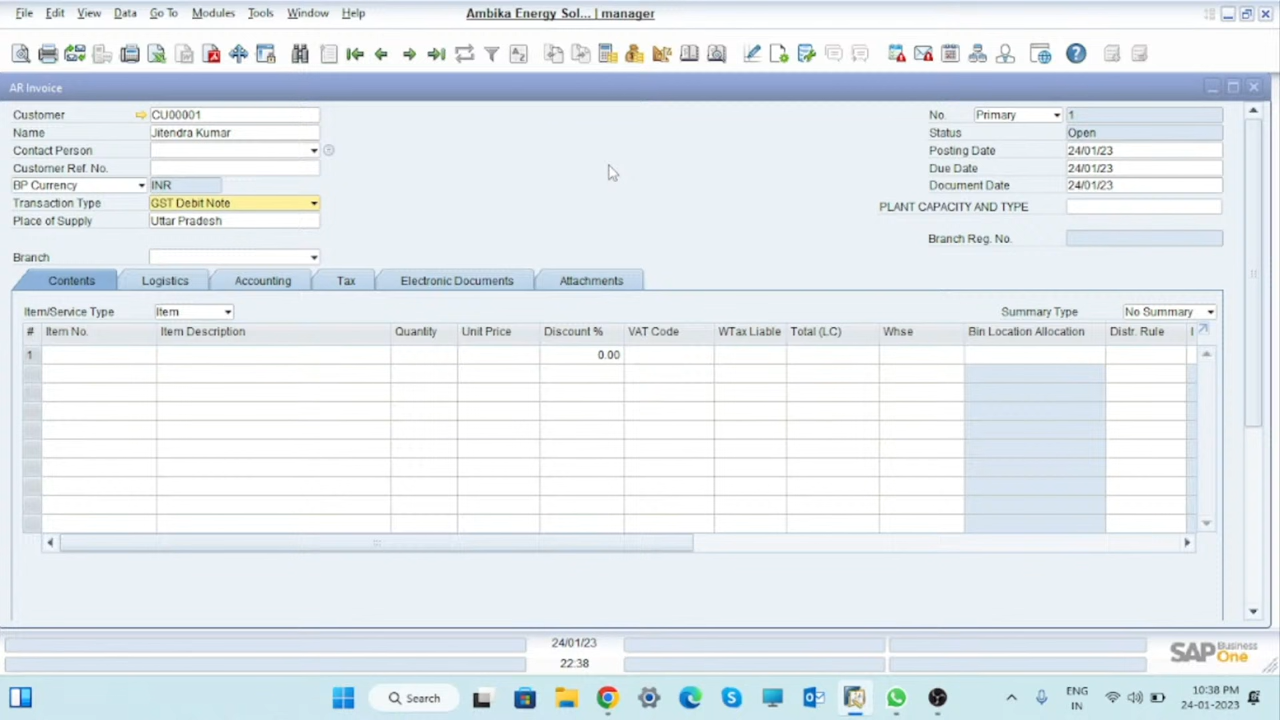 File Edit View Data Go To Modules Tools Window Help Ambika Energy Sol... | manager
AR Invoice
Customer CU00001 No. Primary 1
Name Jitendra Kumar Status Open
Contact Person Posting Date 24/01/23
Customer Ref. No. Due Date 24/01/23
BP Currency INR Document Date 24/01/23
Transaction Type GST Debit Note PLANT CAPACITY AND TYPE
Place of Supply Uttar Pradesh
Branch Reg. No.
Branch
Contents Logistics Accounting Tax Electronic Documents Attachments
Item/Service Type Item Summary Type No Summary
# Item No. Item Description Quantity Unit Price Discount % VAT Code WTax Liable Total (LC) Whse Bin Location Allocation Distr. Rule
1 0.00
24/01/23
22:38
SAP Business One
Search ENG IN 10:38 PM 24-01-2023